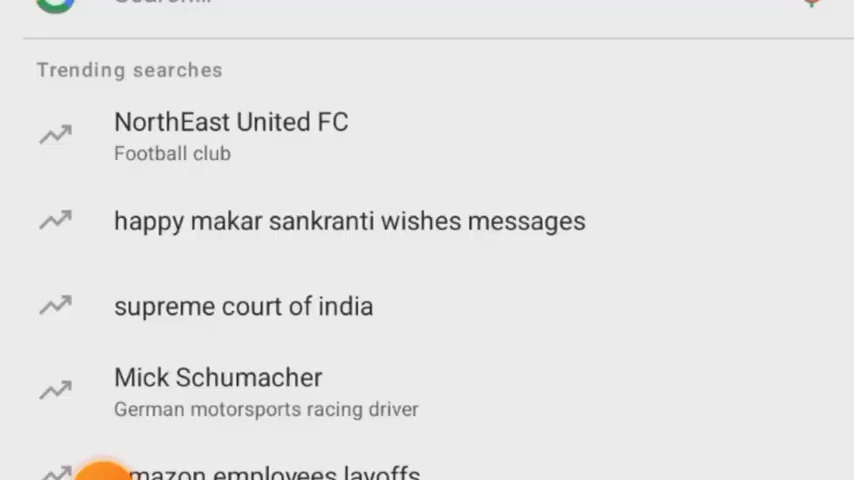 Search...
Trending searches
NorthEast United FC
Football club
happy makar sankranti wishes messages
supreme court of india
Mick Schumacher
German motorsports racing driver
employees layoffs